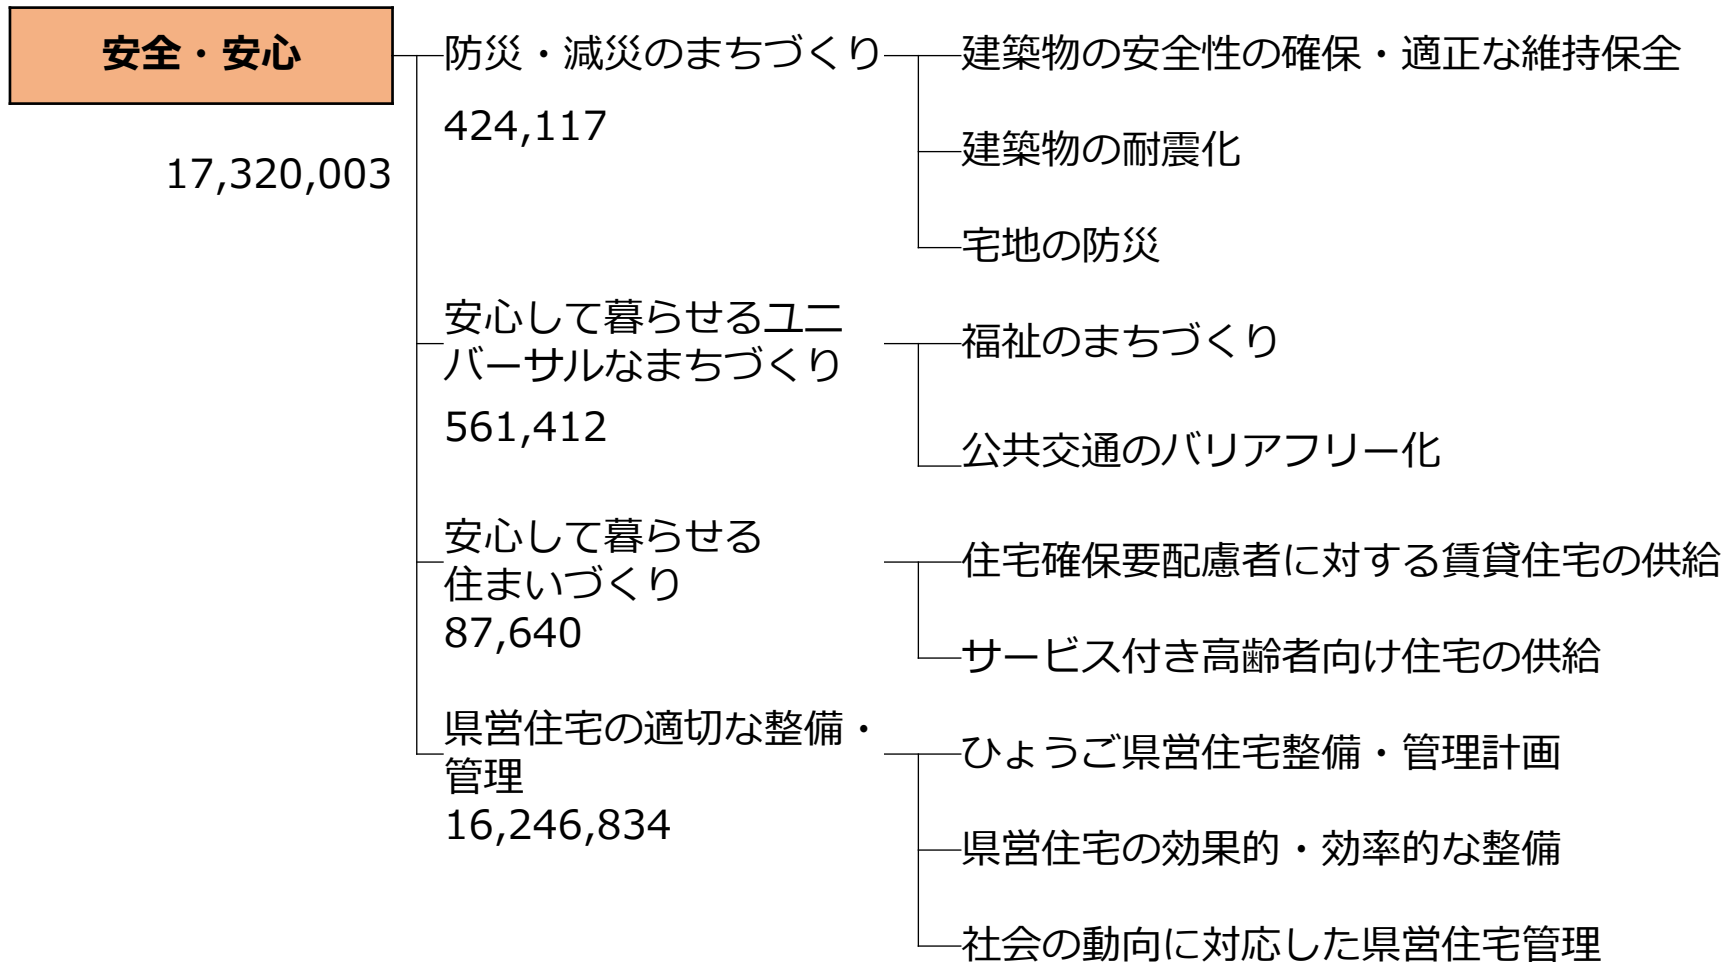 安全・安心
17,320,003
防災・減災のまちづくり
424,117
建築物の安全性の確保・適正な維持保全
建築物の耐震化
宅地の防災
安心して暮らせるユニ
バーサルなまちづくり
561,412
福祉のまちづくり
公共交通のバリアフリー化
安心して暮らせる
住まいづくり
87,640
住宅確保要配慮者に対する賃貸住宅の供給
サービス付き高齢者向け住宅の供給
県営住宅の適切な整備・
管理
16,246,834
ひょうご県営住宅整備・管理計画
県営住宅の効果的・効率的な整備
社会の動向に対応した県営住宅管理